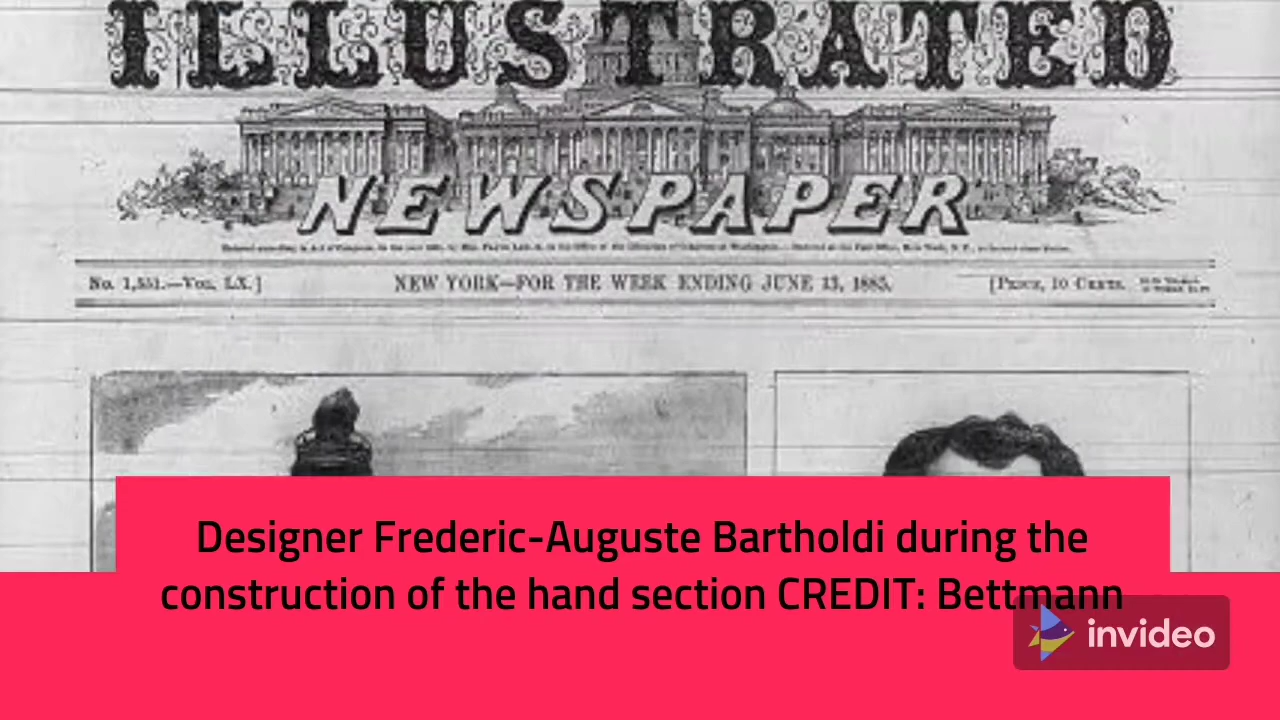 ILLUSTRATED
NEWSPAPER
No. 1,551.—Vol. LX.]
NEW YORK—FOR THE WEEK ENDING JUNE 13, 1885.
[Price, 10 Cents.
Designer Frederic-Auguste Bartholdi during the
construction of the hand section CREDIT: Bettmann
invideo